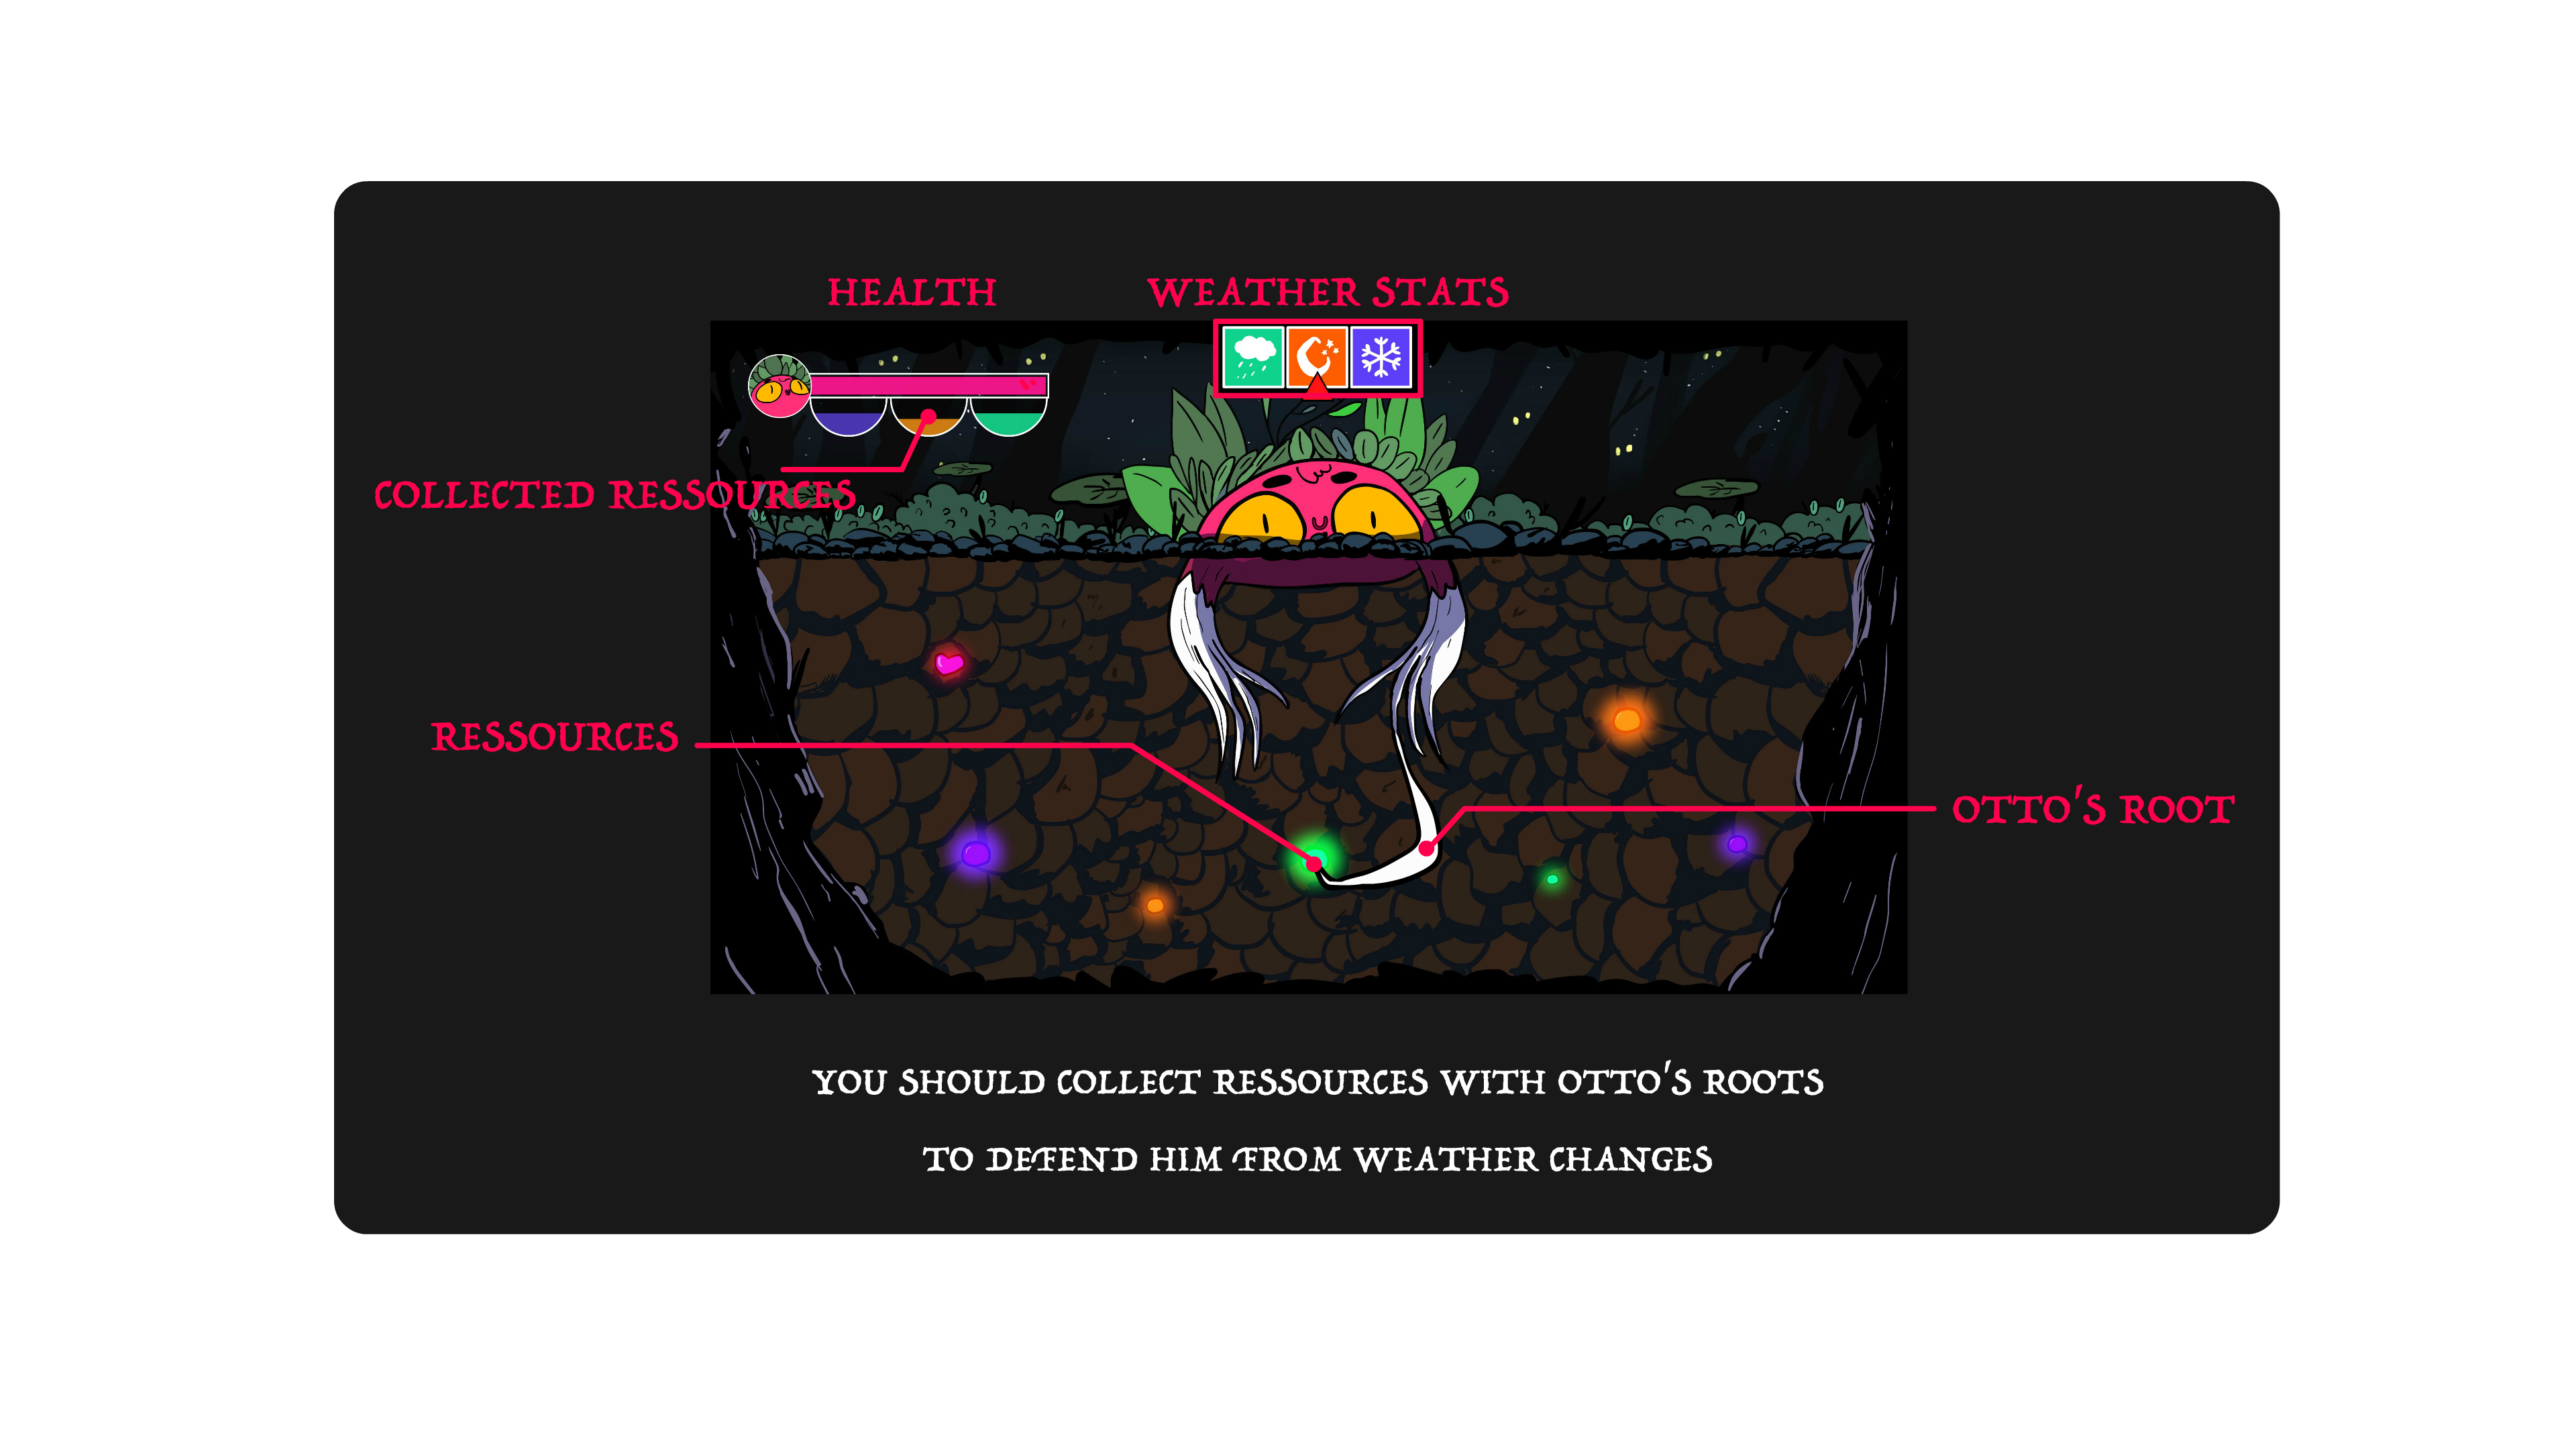 HEALTH
WEATHER STATS
COLLECTED RESSOURCES
RESSOURCES
OTTO'S ROOT
YOU SHOULD COLLECT RESSOURCES WITH OTTO'S ROOTS
TO DEFEND HIM FROM WEATHER CHANGES